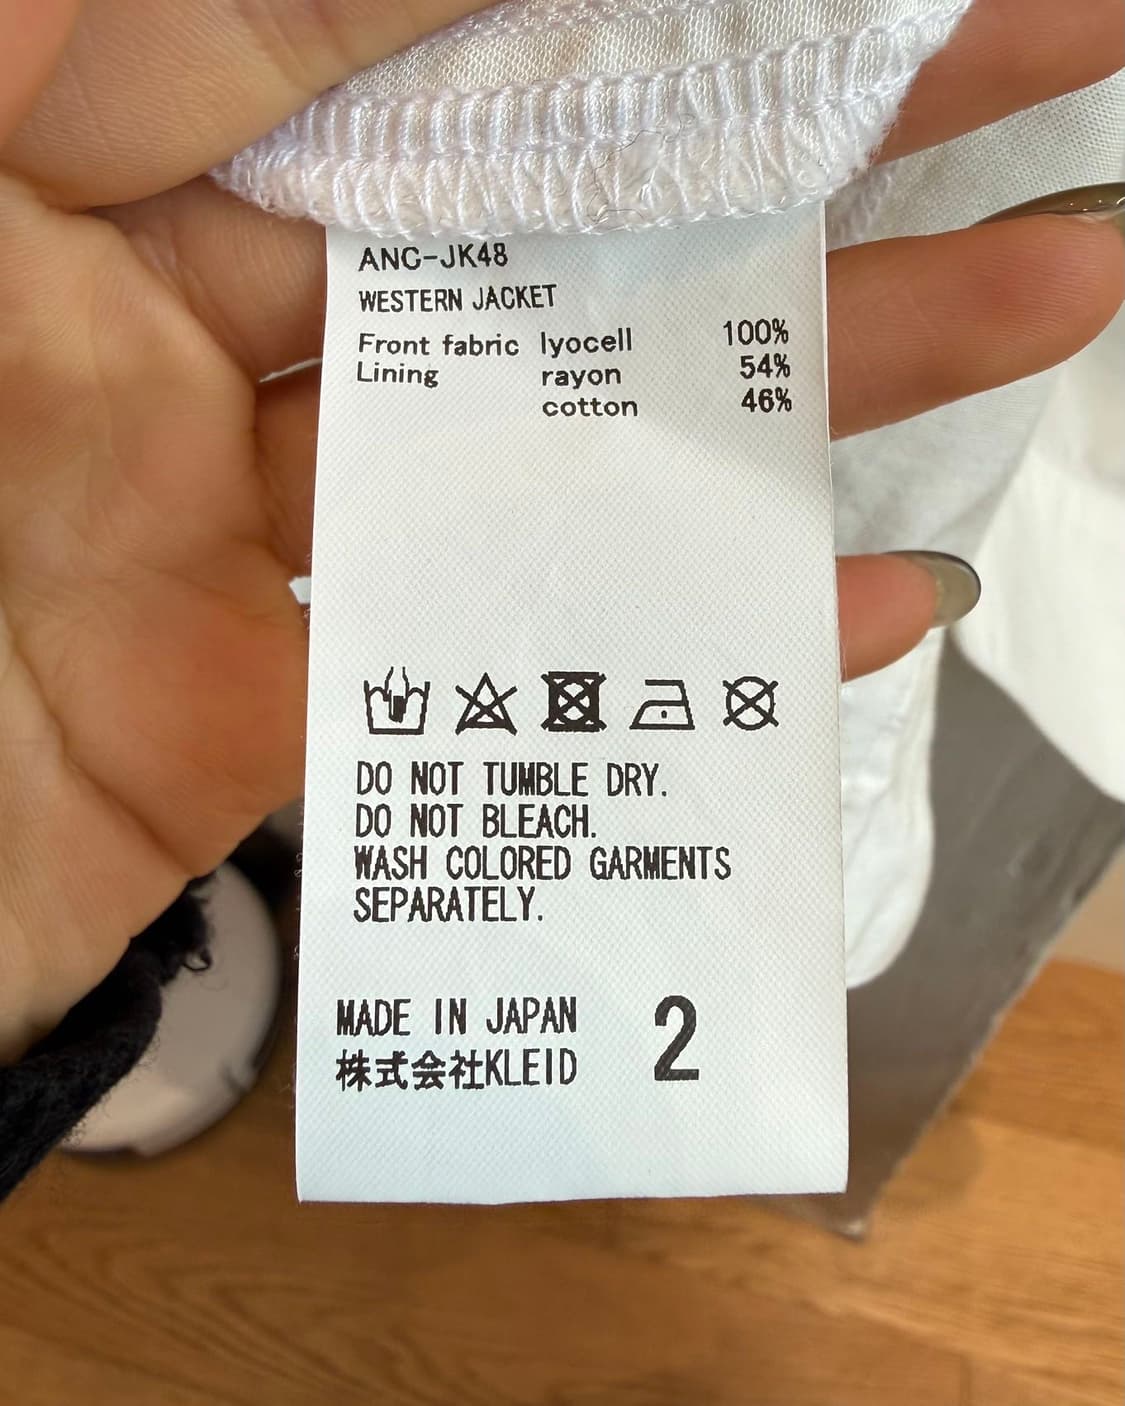 ANC-JK48
WESTERN JACKET
Front fabric lyocell 100%
Lining rayon 54%
cotton 46%
DO NOT TUMBLE DRY.
DO NOT BLEACH.
WASH COLORED GARMENTS
SEPARATELY.
MADE IN JAPAN 2
株式会社KLEID